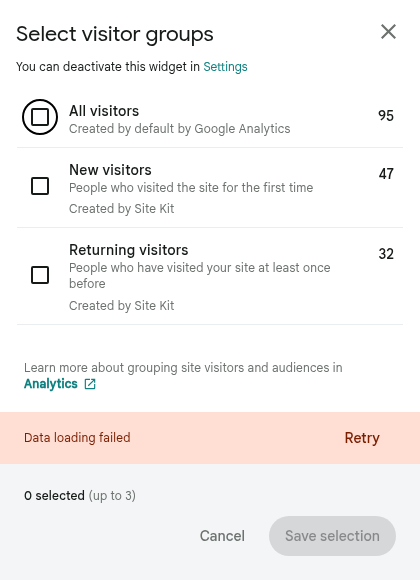 Select visitor groups
You can deactivate this widget in Settings
All visitors
95
Created by default by Google Analytics
New visitors
47
People who visited the site for the first time
Created by Site Kit
Returning visitors
32
People who have visited your site at least once
before
Created by Site Kit
Learn more about grouping site visitors and audiences in
Analytics
Data loading failed
Retry
0 selected (up to 3)
Cancel
Save selection